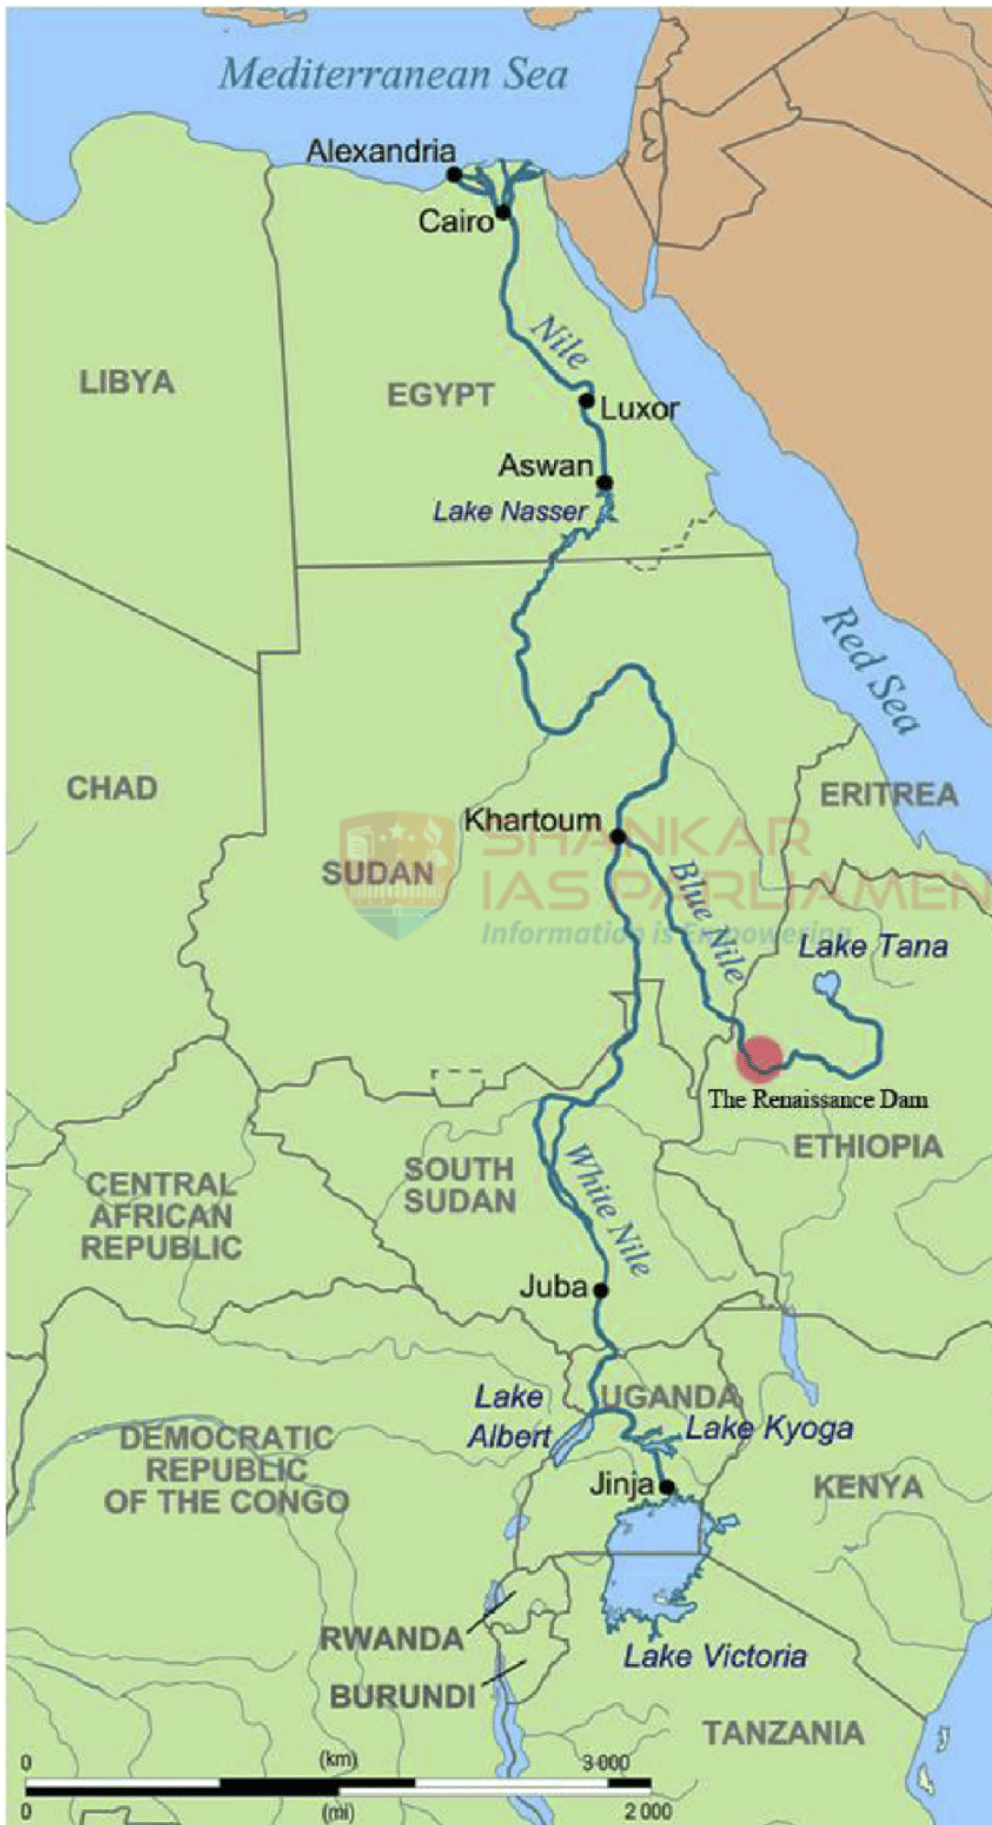 Mediterranean Sea
Alexandria
Cairo
Nile
LIBYA
EGYPT
Luxor
Aswan
Lake Nasser
Red Sea
CHAD
ERITREA
Khartoum
SHANKAR
SUDAN
IAS PARLIAMEN
Information is Empowering
Blue Nile
Lake Tana
The Renaissance Dam
ETHIOPIA
CENTRAL
AFRICAN
REPUBLIC
SOUTH
SUDAN
White Nile
Juba
Lake
Albert
UGANDA
Lake Kyoga
DEMOCRATIC
REPUBLIC
OF THE CONGO
Jinja
KENYA
RWANDA
Lake Victoria
BURUNDI
TANZANIA
0 (km) 3 000
0 (mi) 2 000